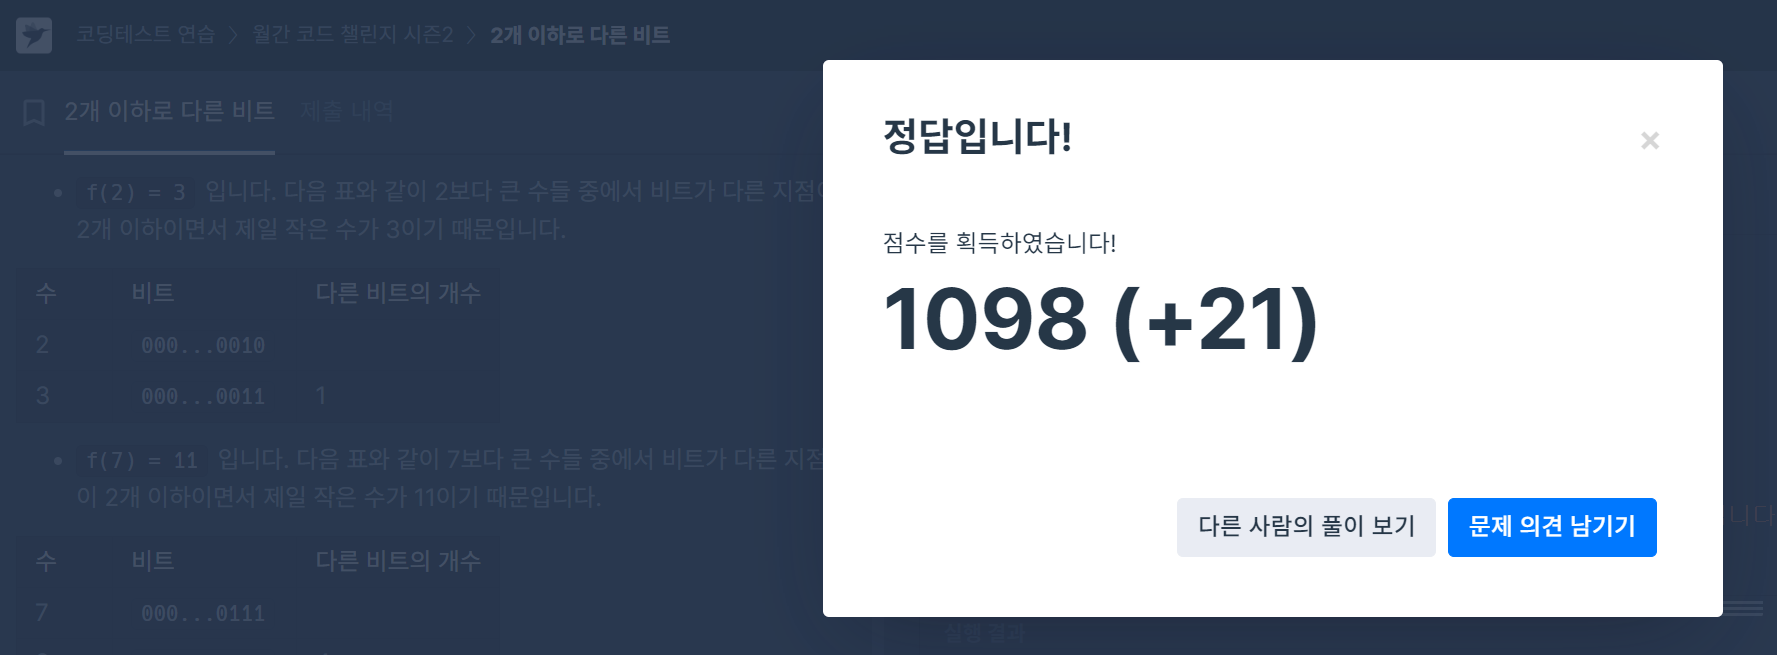 코딩테스트 연습 > 월간 코드 챌린지 시즌2 > 2개 이하로 다른 비트
2개 이하로 다른 비트 제출 내역
f(2) = 3 입니다. 다음 표와 같이 2보다 큰 수들 중에서 비트가 다른 지점이
2개 이하이면서 제일 작은 수가 3이기 때문입니다.
수 비트 다른 비트의 개수
2 000...0010
3 000...0011 1
f(7) = 11 입니다. 다음 표와 같이 7보다 큰 수들 중에서 비트가 다른 지점
이 2개 이하이면서 제일 작은 수가 11이기 때문입니다.
수 비트 다른 비트의 개수
7 000...0111
정답입니다!
×
점수를 획득하였습니다!
1098 (+21)
다른 사람의 풀이 보기
문제 의견 남기기
니다
실행 결과